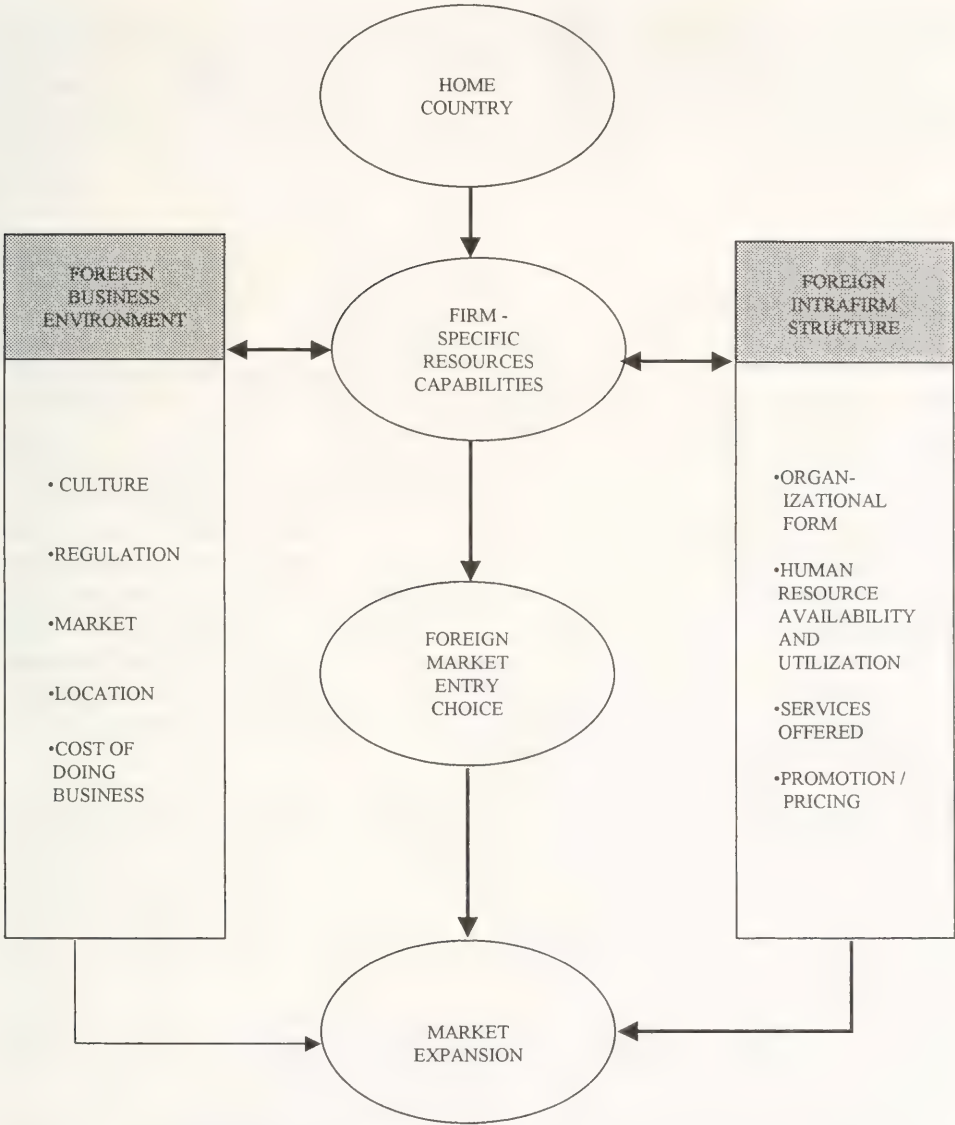 HOME
COUNTRY
FOREIGN
BUSINESS
ENVIRONMENT
FIRM -
SPECIFIC
RESOURCES
CAPABILITIES
FOREIGN
INTRAFIRM
STRUCTURE
• CULTURE
•REGULATION
•MARKET
•LOCATION
•COST OF
DOING
BUSINESS
FOREIGN
MARKET
ENTRY
CHOICE
•ORGAN-
IZATIONAL
FORM
•HUMAN
RESOURCE
AVAILABILITY
AND
UTILIZATION
•SERVICES
OFFERED
•PROMOTION /
PRICING
MARKET
EXPANSION